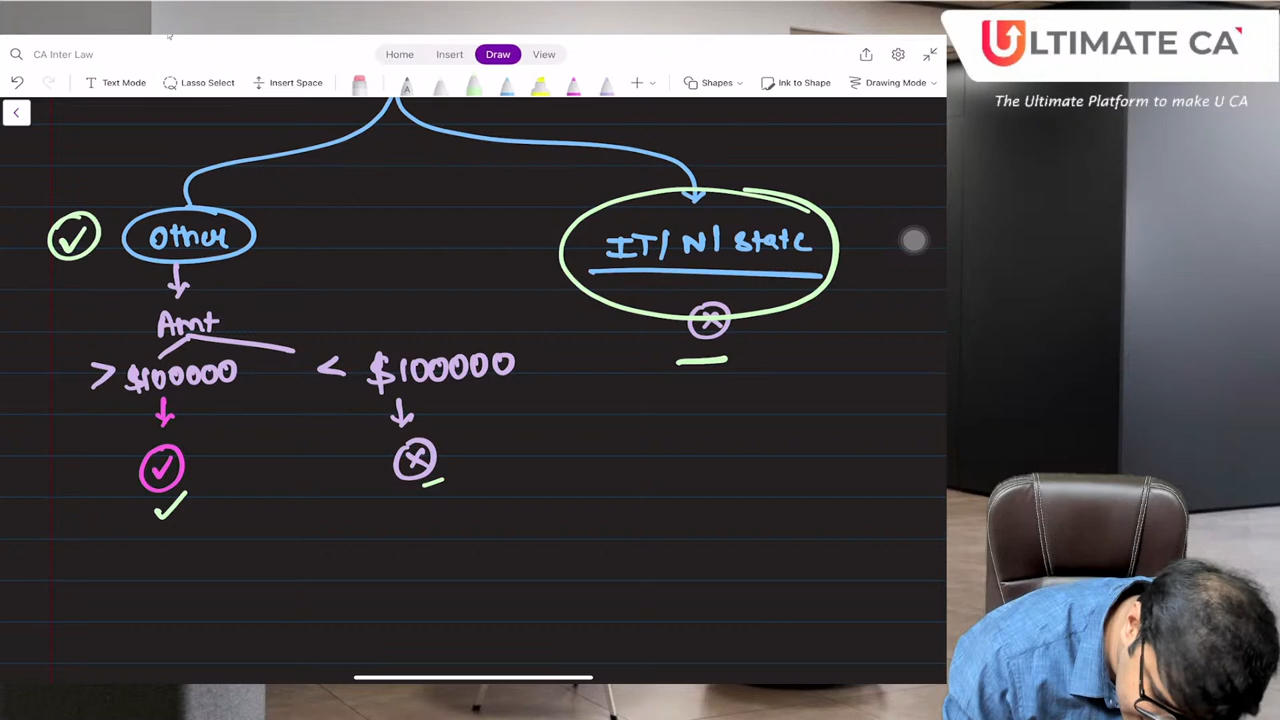 ULTIMATE CA
The Ultimate Platform to make U CA
CA Inter Law
Home Insert Draw View
Text Mode Lasso Select Insert Space Shapes Ink to Shape Drawing Mode
Other
IT/ N/ State
Amt
> $100000 < $100000